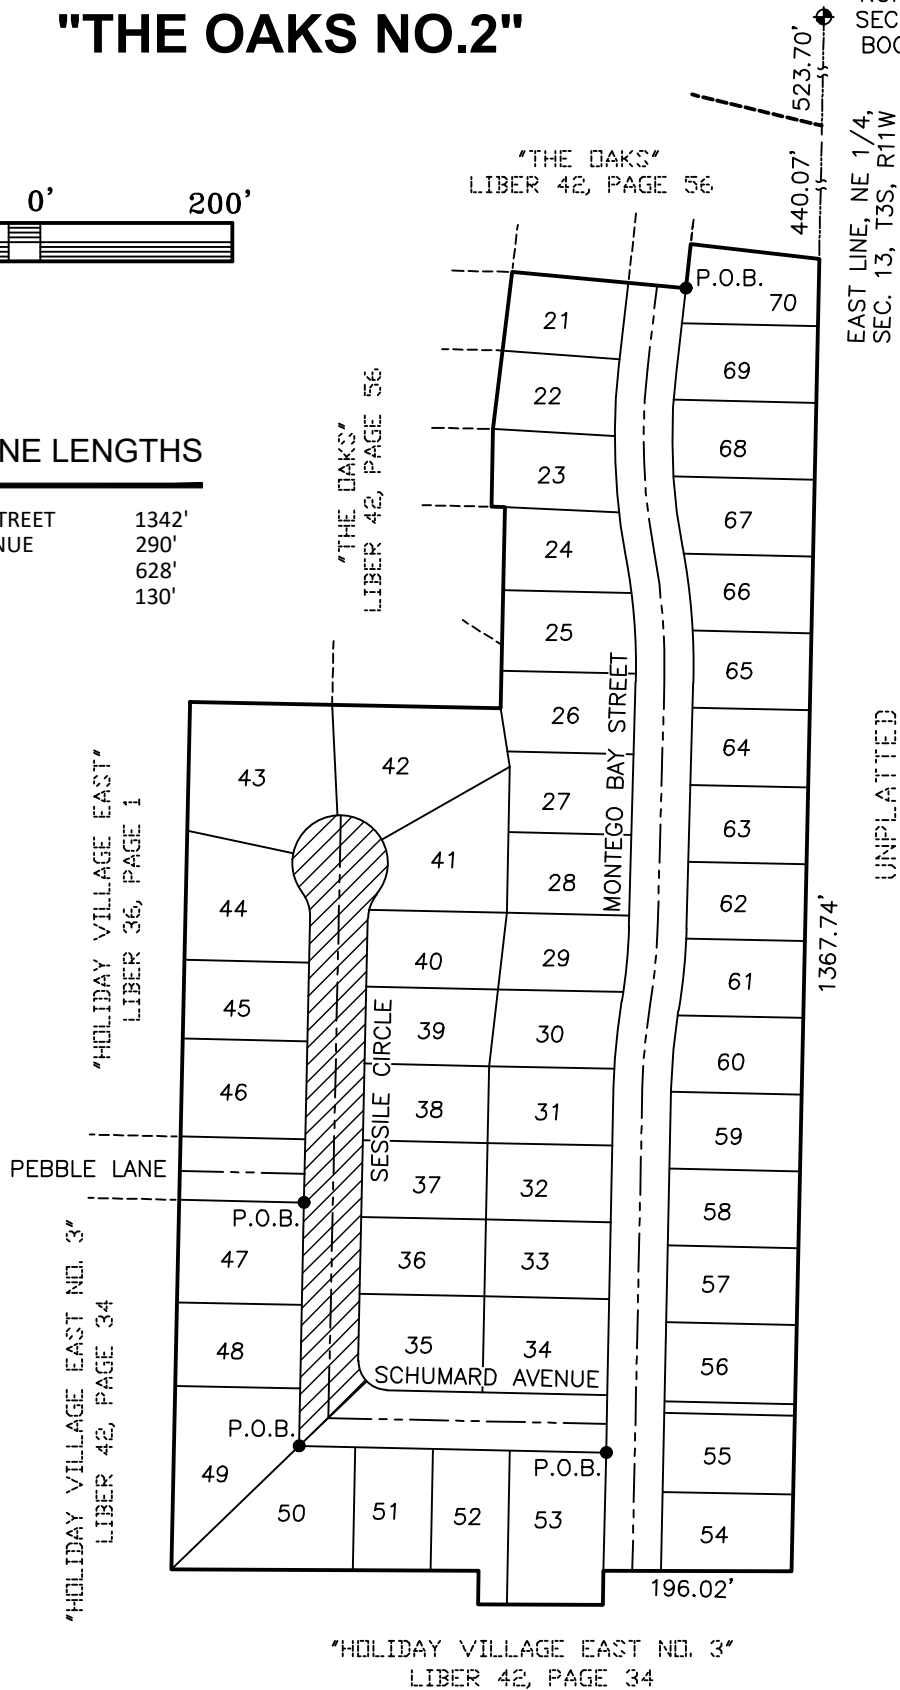 "THE OAKS NO.2"
SEC
523.70'
440.07'
EAST LINE, NE 1/4,
SEC. 13, T3S, R11W
"THE OAKS"
LIBER 42, PAGE 56
0'
200'
P.O.B.
70
21
69
22
"THE OAKS"
LIBER 42, PAGE 56
NE LENGTHS
68
23
TREET 1342'
NUE 290'
628'
130'
67
24
66
25
65
MONTEGO BAY STREET
26
64
UNPLATTED
43
42
27
63
"HOLIDAY VILLAGE EAST"
LIBER 36, PAGE 1
41
28
62
44
1367.74'
40
29
61
45
39
30
SESSILE CIRCLE
60
46
38
31
59
PEBBLE LANE
37
32
58
P.O.B.
47
36
33
57
"HOLIDAY VILLAGE EAST NO. 3"
LIBER 42, PAGE 34
48
35
34
56
SCHUMARD AVENUE
P.O.B.
55
49
P.O.B.
50
51
52
53
54
196.02'
"HOLIDAY VILLAGE EAST NO. 3"
LIBER 42, PAGE 34